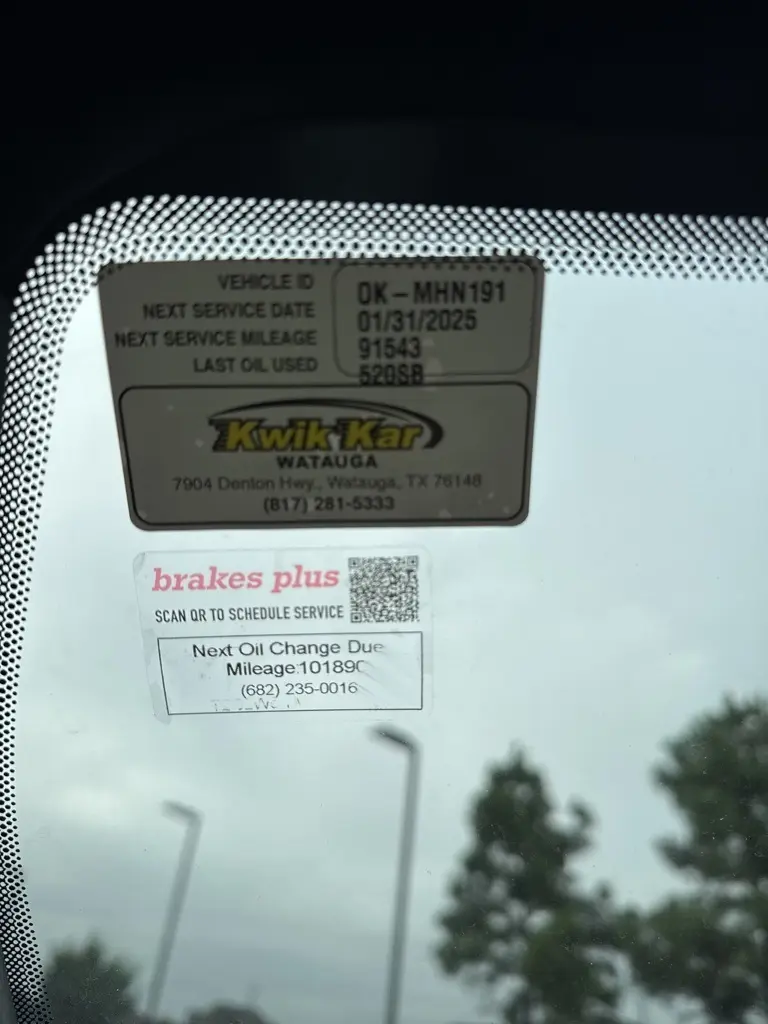 VEHICLE ID OK-MHN191
NEXT SERVICE DATE 01/31/2025
NEXT SERVICE MILEAGE 91543
LAST OIL USED 520SB
Kwik Kar
WATAUGA
7904 Denton Hwy., Watauga, TX 76148
(817) 281-5333
brakes plus
SCAN QR TO SCHEDULE SERVICE
Next Oil Change Due
Mileage:101890
(682) 235-0016